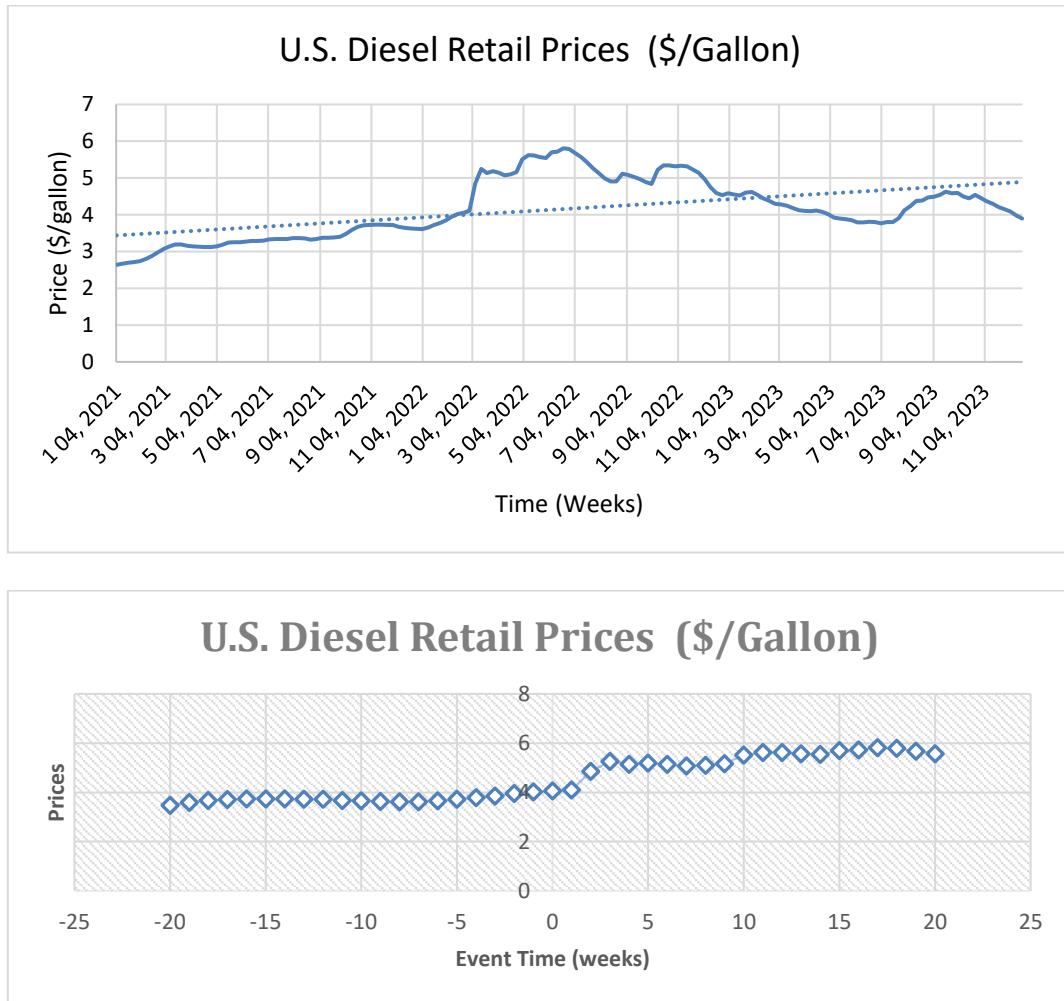 U.S. Diesel Retail Prices ($/Gallon)
Price ($/gallon)
7
6
5
4
3
2
1
0
1 04, 2021
3 04, 2021
5 04, 2021
7 04, 2021
9 04, 2021
11 04, 2021
1 04, 2022
3 04, 2022
5 04, 2022
7 04, 2022
9 04, 2022
11 04, 2022
1 04, 2023
3 04, 2023
5 04, 2023
7 04, 2023
9 04, 2023
11 04, 2023
Time (Weeks)
U.S. Diesel Retail Prices ($/Gallon)
Prices
8
6
4
2
0
-25 -20 -15 -10 -5 0 5 10 15 20 25
Event Time (weeks)